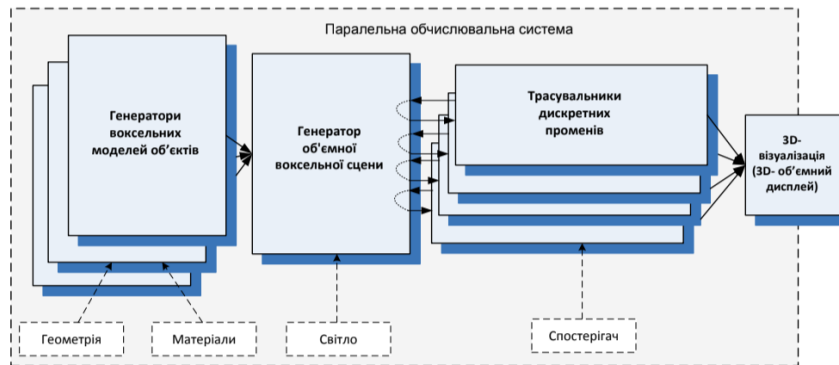 Паралельна обчислювальна система
Генератори
воксельних
моделей об’єктів
Генератор
об'ємної
воксельної сцени
Трасувальники
дискретних
променів
3D-
візуалізація
(3D- об’ємний
дисплей)
Геометрія
Матеріали
Світло
Спостерігач